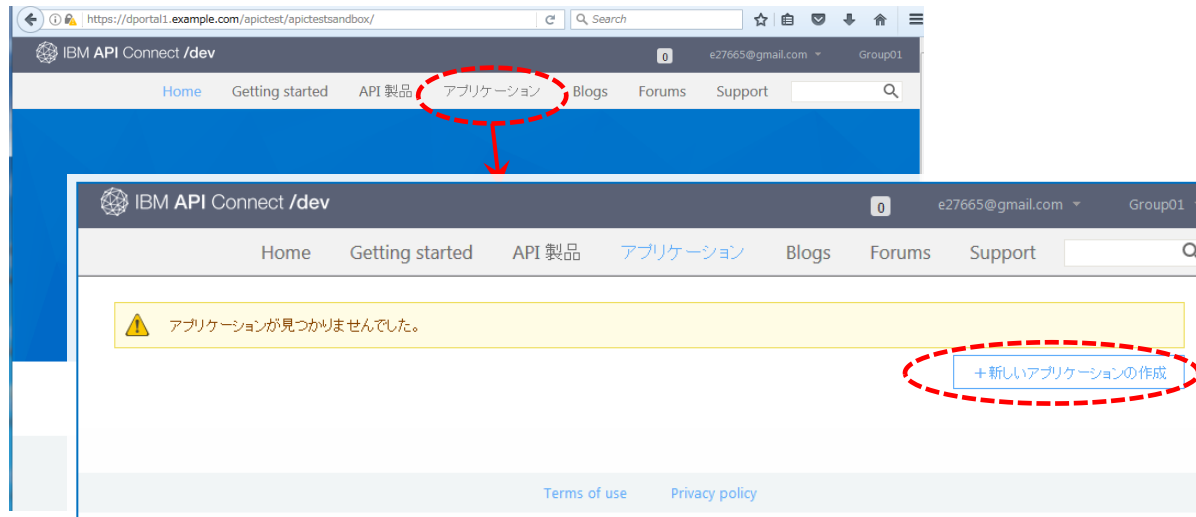 https://dportal1.example.com/apictest/apictestsandbox/ Search
IBM API Connect /dev 0 e27665@gmail.com Group01
Home Getting started API 製品 アプリケーション Blogs Forums Support
IBM API Connect /dev 0 e27665@gmail.com Group01
Home Getting started API 製品 アプリケーション Blogs Forums Support
アプリケーションが見つかりませんでした。
+新しいアプリケーションの作成
Terms of use Privacy policy